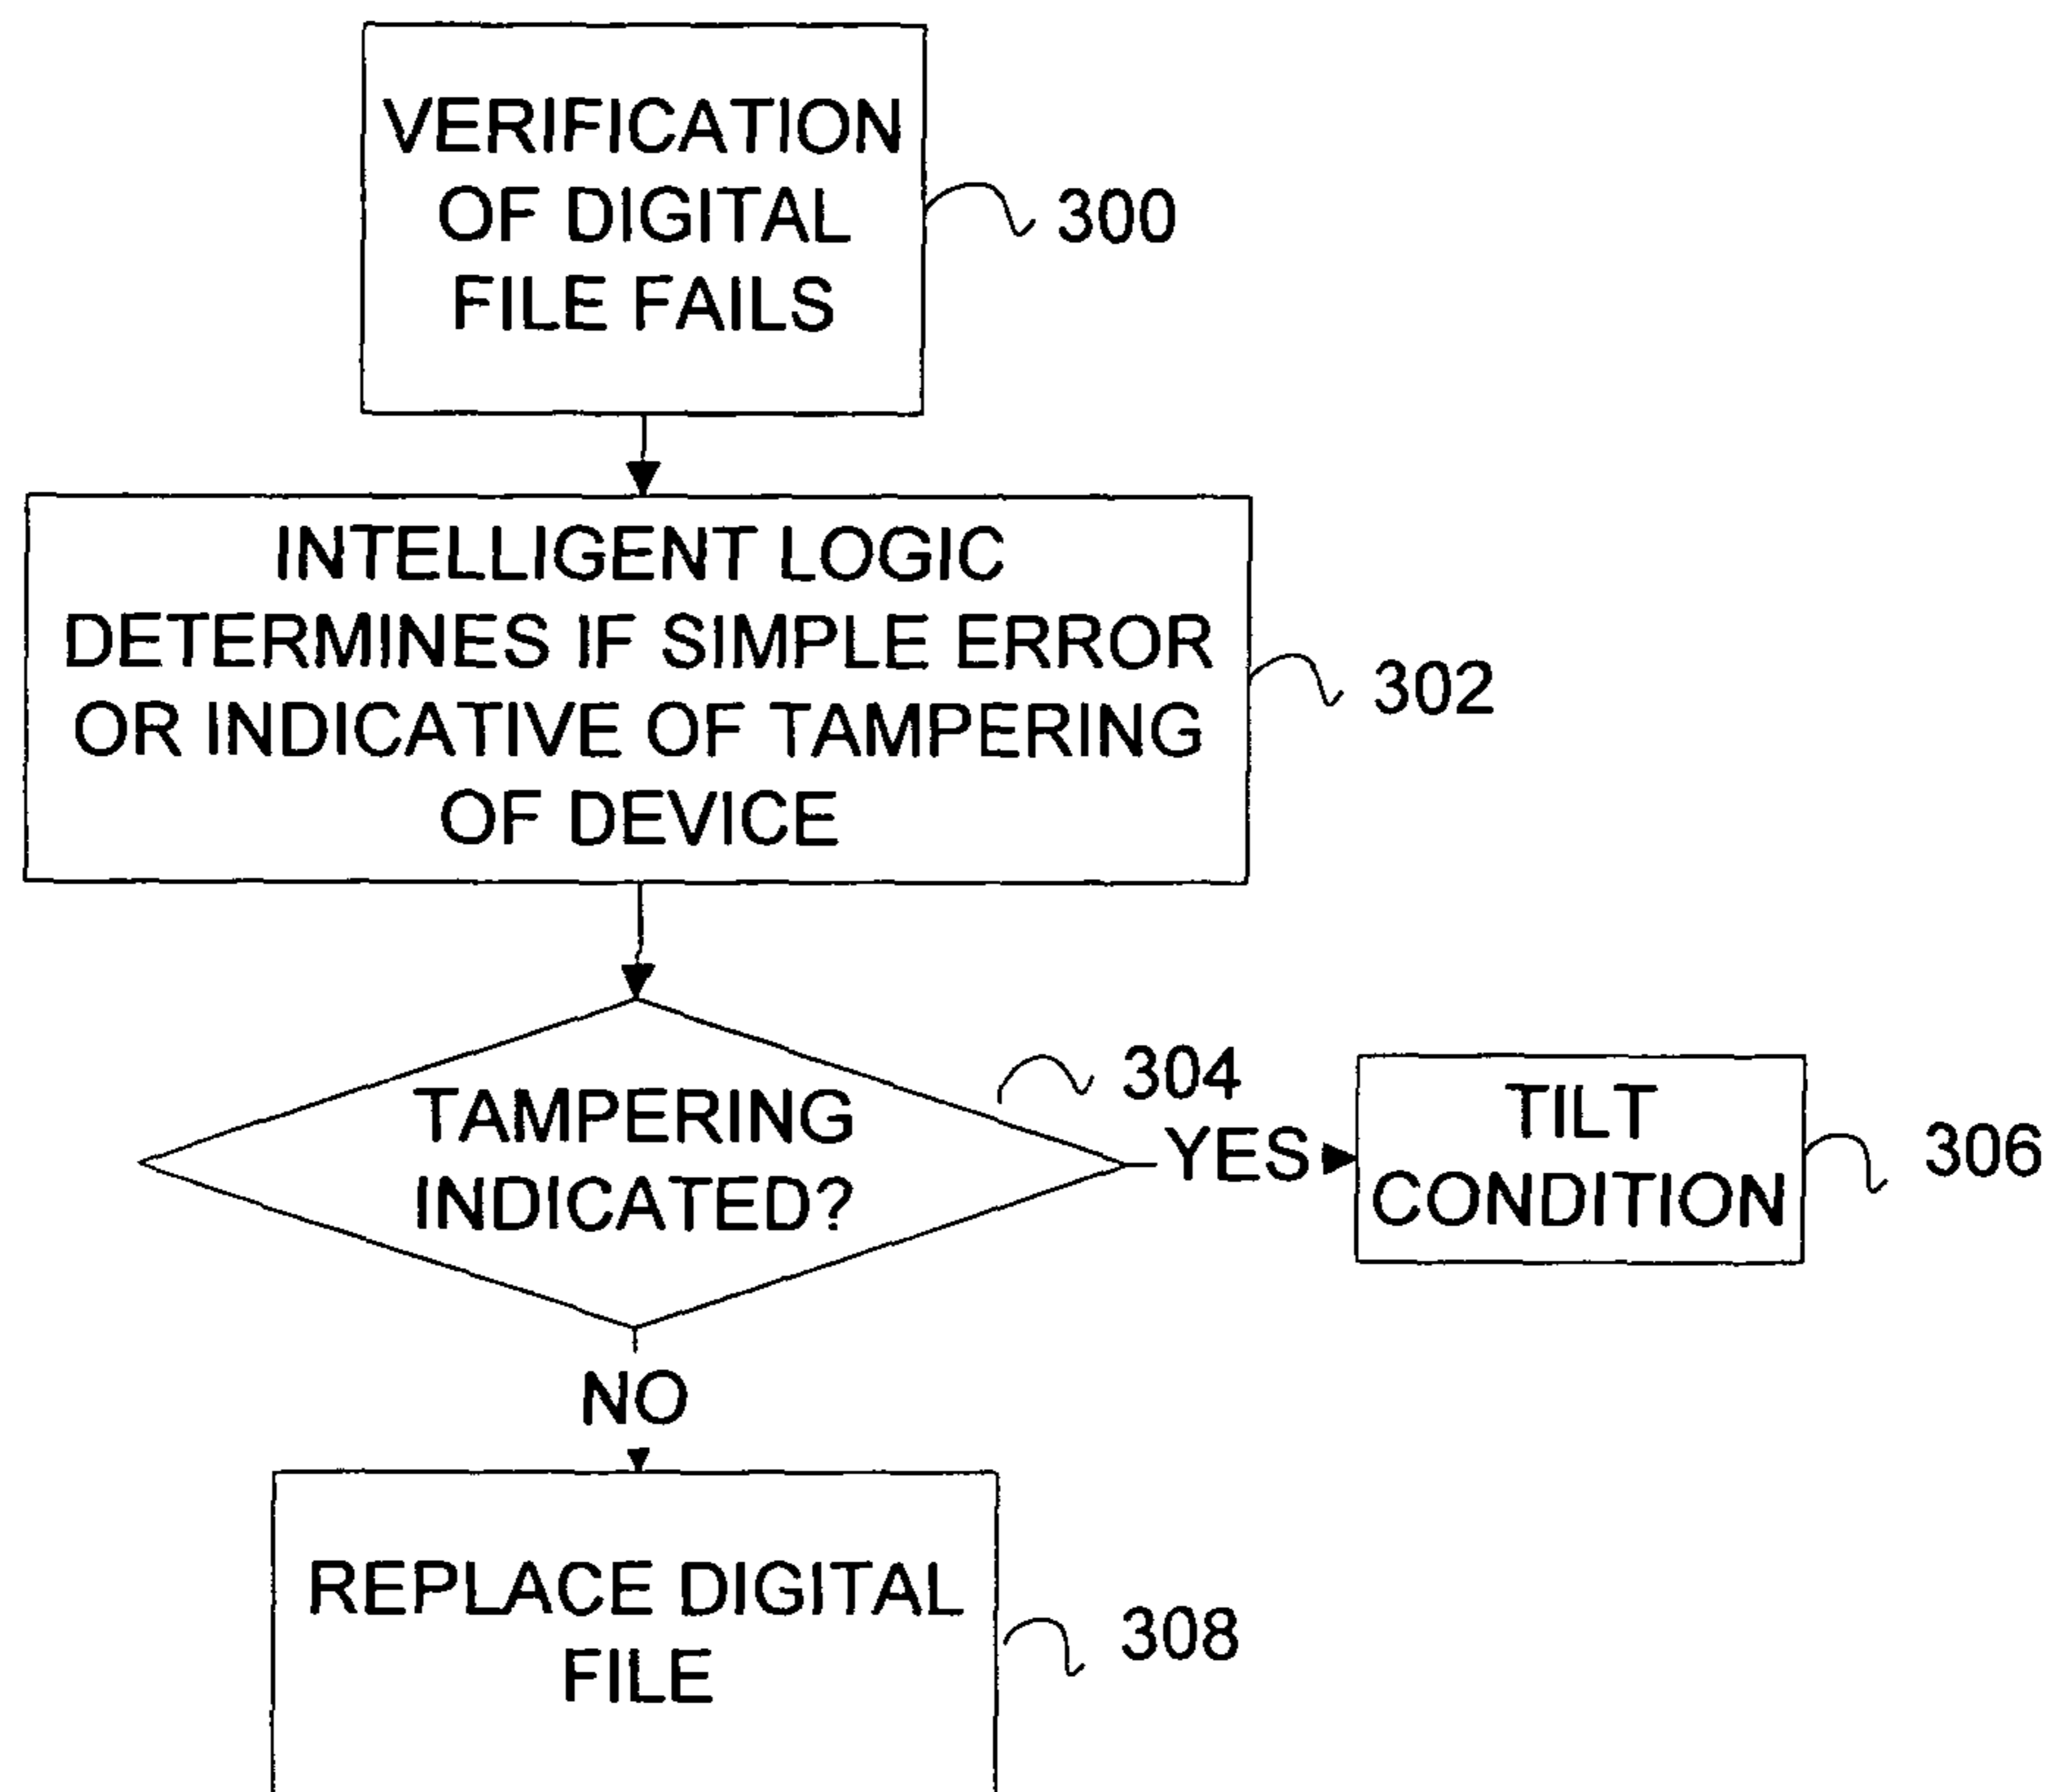 VERIFICATION
OF DIGITAL
FILE FAILS
300
INTELLIGENT LOGIC
DETERMINES IF SIMPLE ERROR
OR INDICATIVE OF TAMPERING
OF DEVICE
302
TAMPERING
INDICATED?
304
YES
TILT
CONDITION
306
NO
REPLACE DIGITAL
FILE
308